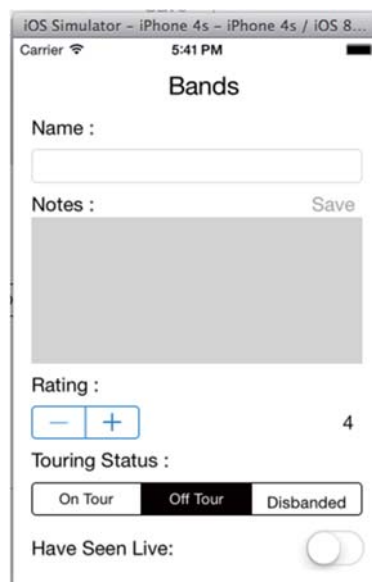 iOS Simulator – iPhone 4s – iPhone 4s / iOS 8...
Carrier 5:41 PM
Bands
Name :
Notes : Save
Rating :
− + 4
Touring Status :
On Tour Off Tour Disbanded
Have Seen Live: